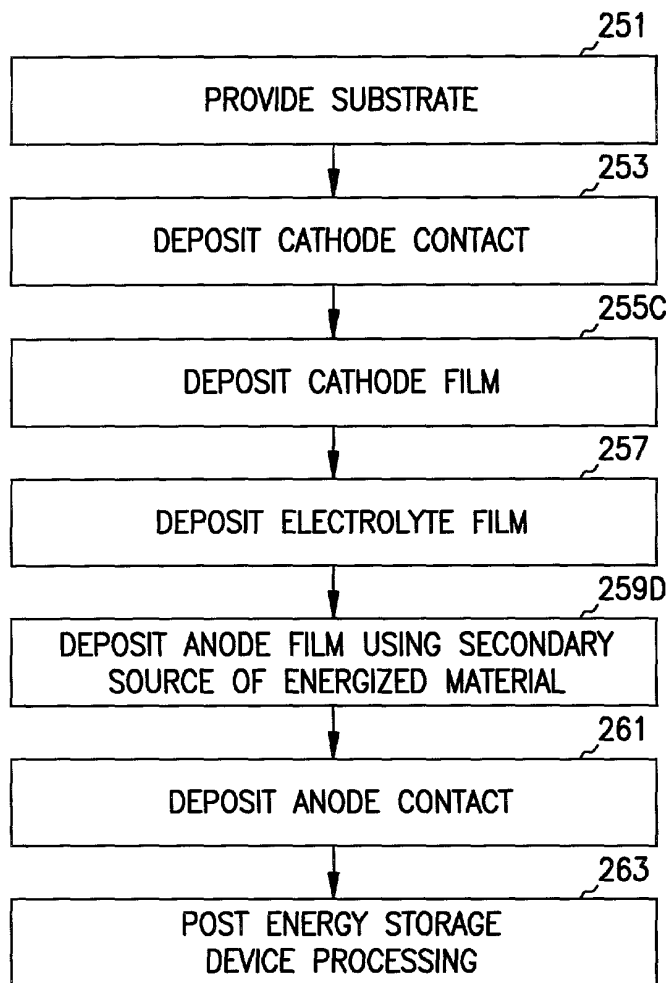 251
PROVIDE SUBSTRATE
253
DEPOSIT CATHODE CONTACT
255C
DEPOSIT CATHODE FILM
257
DEPOSIT ELECTROLYTE FILM
259D
DEPOSIT ANODE FILM USING SECONDARY
SOURCE OF ENERGIZED MATERIAL
261
DEPOSIT ANODE CONTACT
263
POST ENERGY STORAGE
DEVICE PROCESSING